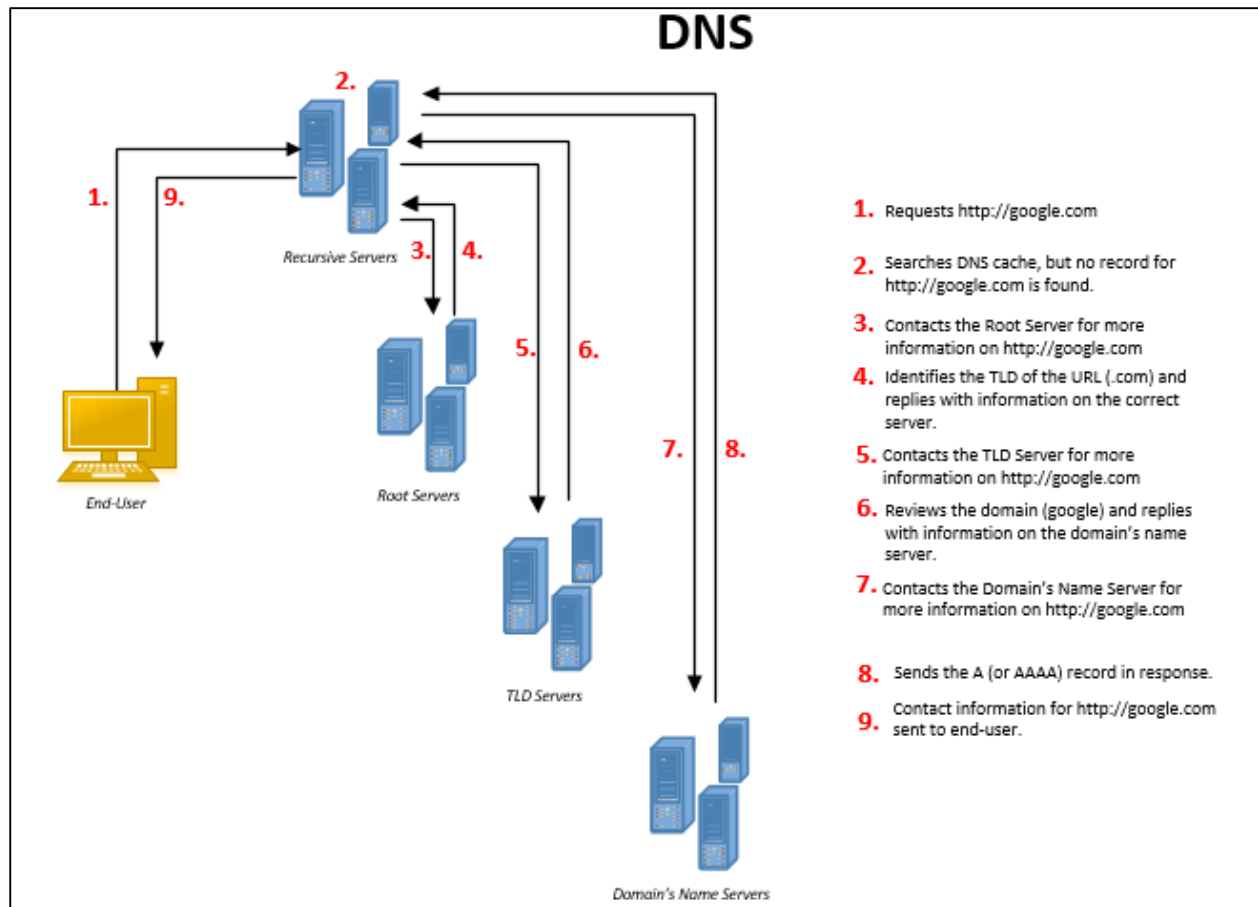 DNS
2.
1.
9.
Recursive Servers
3.
4.
5.
6.
7.
8.
End-User
Root Servers
TLD Servers
Domain's Name Servers
1. Requests http://google.com
2. Searches DNS cache, but no record for
http://google.com is found.
3. Contacts the Root Server for more
information on http://google.com
4. Identifies the TLD of the URL (.com) and
replies with information on the correct
server.
5. Contacts the TLD Server for more
information on http://google.com
6. Reviews the domain (google) and replies
with information on the domain's name
server.
7. Contacts the Domain's Name Server for
more information on http://google.com
8. Sends the A (or AAAA) record in response.
9. Contact information for http://google.com
sent to end-user.